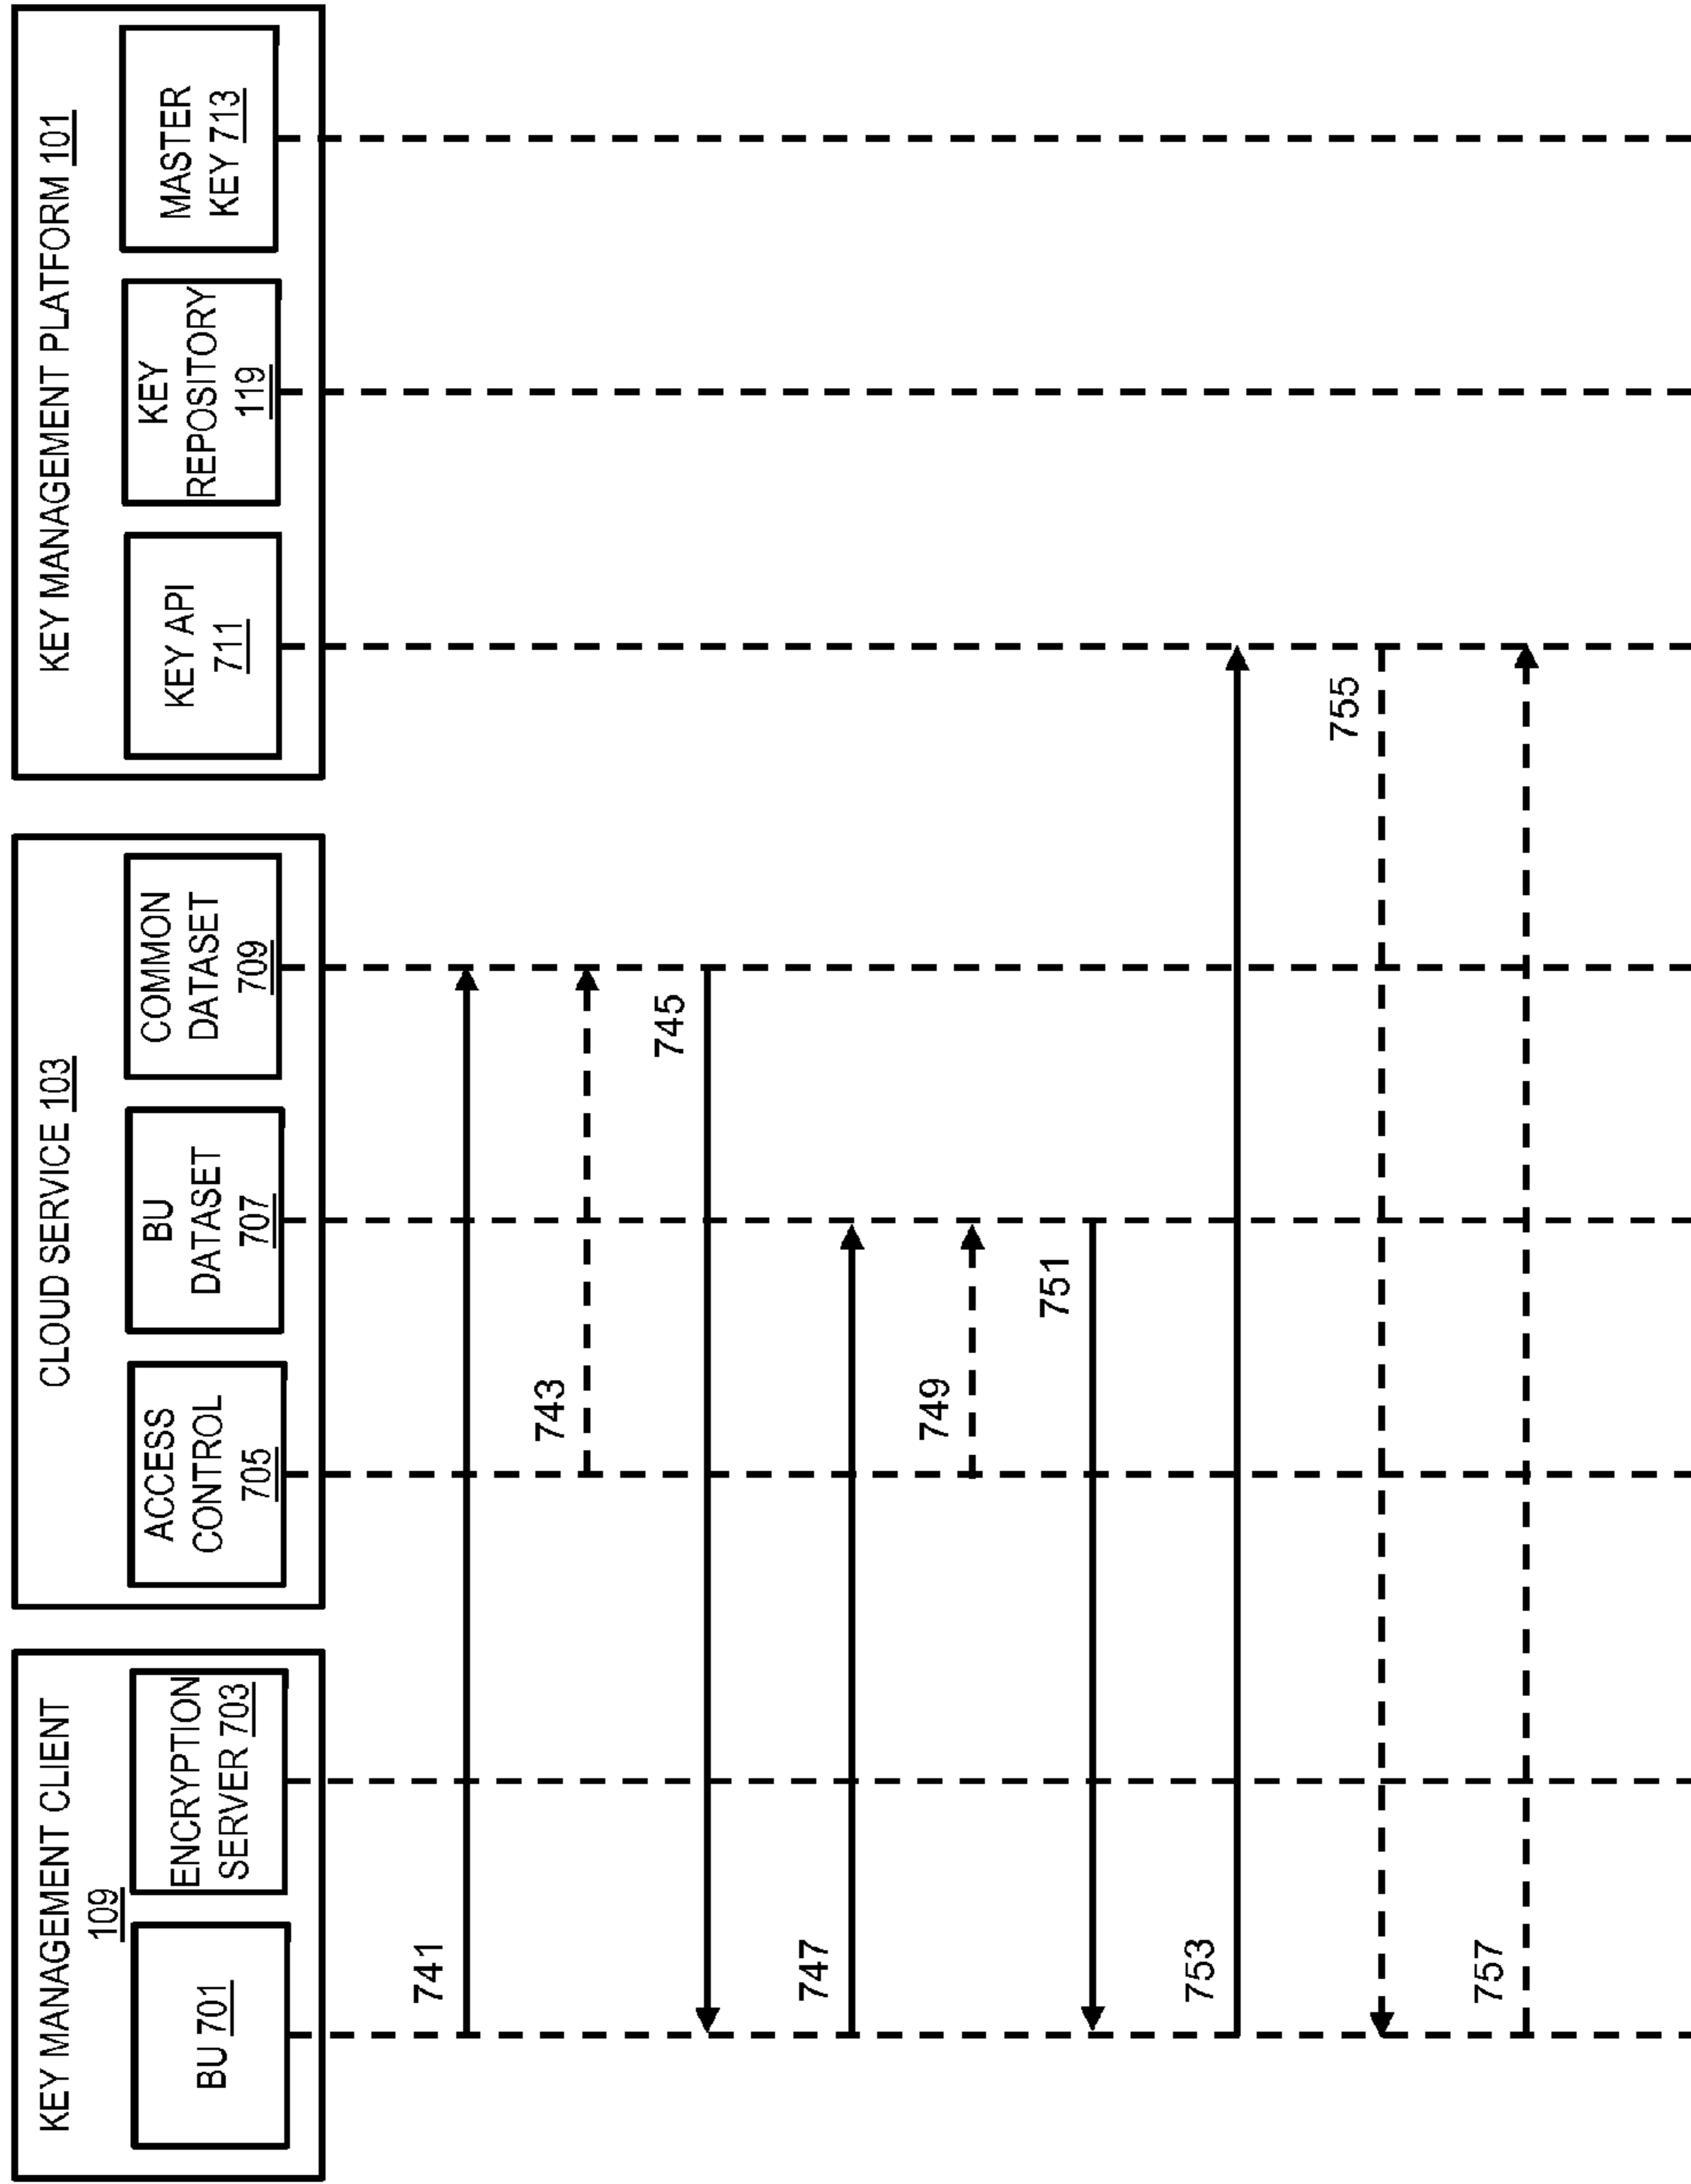 KEY MANAGEMENT CLIENT
109
BU 701
ENCRYPTION
SERVER 703
CLOUD SERVICE 103
ACCESS
CONTROL
705
BU
DATASET
707
COMMON
DATASET
709
KEY MANAGEMENT PLATFORM 101
KEY API
711
KEY
REPOSITORY
119
MASTER
KEY 713
741
743
745
747
749
751
753
755
757